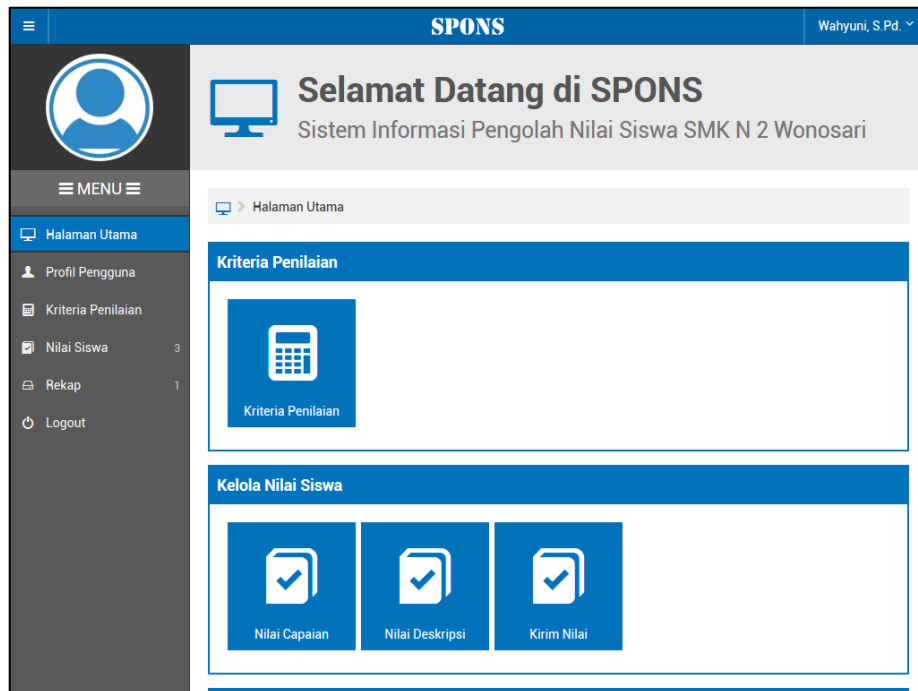 SPONS
Wahyuni, S.Pd.
Selamat Datang di SPONS
Sistem Informasi Pengolah Nilai Siswa SMK N 2 Wonosari
MENU
Halaman Utama
Profil Pengguna
Kriteria Penilaian
Nilai Siswa 3
Rekap 1
Logout
Halaman Utama
Kriteria Penilaian
Kriteria Penilaian
Kelola Nilai Siswa
Nilai Capaian
Nilai Deskripsi
Kirim Nilai